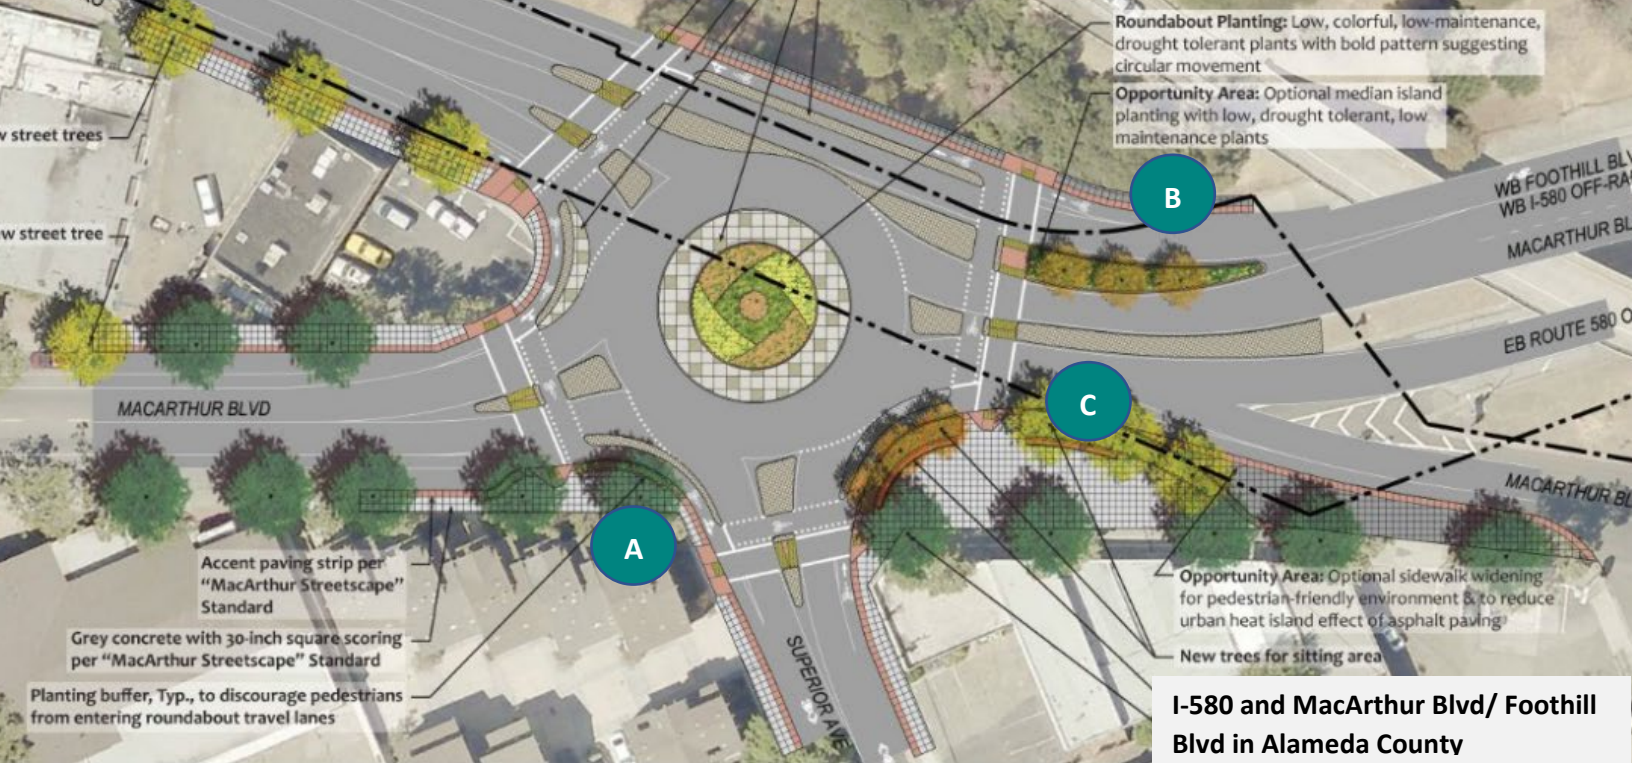 Roundabout Planting: Low, colorful, low-maintenance,
drought tolerant plants with bold pattern suggesting
circular movement
Opportunity Area: Optional median island
planting with low, drought tolerant, low
maintenance plants
w street trees
B
WB FOOTHILL BLV
WB I-580 OFF-RA
MACARTHUR BL
w street tree
EB ROUTE 580 O
C
MACARTHUR BLVD
MACARTHUR BL
A
Accent paving strip per
“MacArthur Streetscape”
Standard
Grey concrete with 30-inch square scoring
per “MacArthur Streetscape” Standard
Planting buffer, Typ., to discourage pedestrians
from entering roundabout travel lanes
SUPERIOR AVE
Opportunity Area: Optional sidewalk widening
for pedestrian-friendly environment & to reduce
urban heat island effect of asphalt paving
New trees for sitting area
I-580 and MacArthur Blvd/ Foothill
Blvd in Alameda County